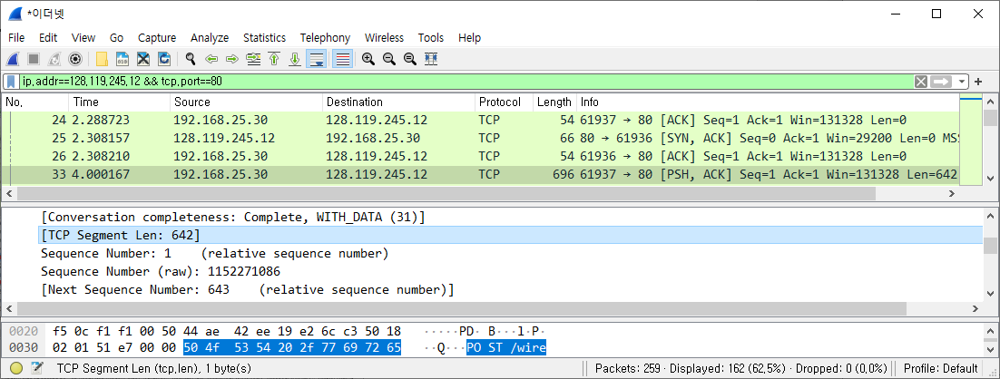 *이더넷
File Edit View Go Capture Analyze Statistics Telephony Wireless Tools Help
ip,addr==128,119,245,12 && tcp,port==80
No. Time Source Destination Protocol Length Info
24 2.288723 192.168.25.30 128.119.245.12 TCP 54 61937 → 80 [ACK] Seq=1 Ack=1 Win=131328 Len=0
25 2.308157 128.119.245.12 192.168.25.30 TCP 66 80 → 61936 [SYN, ACK] Seq=0 Ack=1 Win=29200 Len=0 MSS
26 2.308210 192.168.25.30 128.119.245.12 TCP 54 61936 → 80 [ACK] Seq=1 Ack=1 Win=131328 Len=0
33 4.000167 192.168.25.30 128.119.245.12 TCP 696 61937 → 80 [PSH, ACK] Seq=1 Ack=1 Win=131328 Len=642
[Conversation completeness: Complete, WITH_DATA (31)]
[TCP Segment Len: 642]
Sequence Number: 1 (relative sequence number)
Sequence Number (raw): 1152271086
[Next Sequence Number: 643 (relative sequence number)]
0020 f5 0c f1 f1 00 50 44 ae 42 ee 19 e2 6c c3 50 18 ·····PD· B···l·P·
0030 02 01 51 e7 00 00 50 4f 53 54 20 2f 77 69 72 65 ··Q···PO ST /wire
TCP Segment Len (tcp,len), 1 byte(s) Packets: 259 · Displayed: 162 (62,5%) · Dropped: 0 (0,0%) Profile: Default